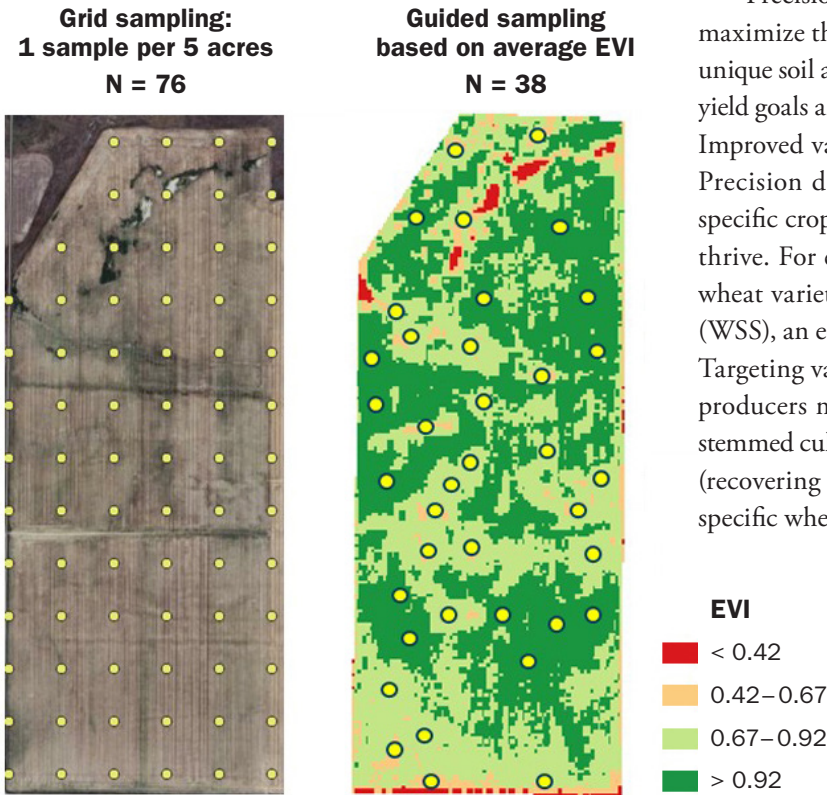 Grid sampling:
1 sample per 5 acres
N = 76
Guided sampling
based on average EVI
N = 38
maximize th
unique soil a
yield goals a
Improved va
Precision d
specific crop
thrive. For
wheat variet
(WSS), an e
Targeting va
producers n
stemmed cul
(recovering
specific whe
EVI
< 0.42
0.42–0.67
0.67–0.92
> 0.92